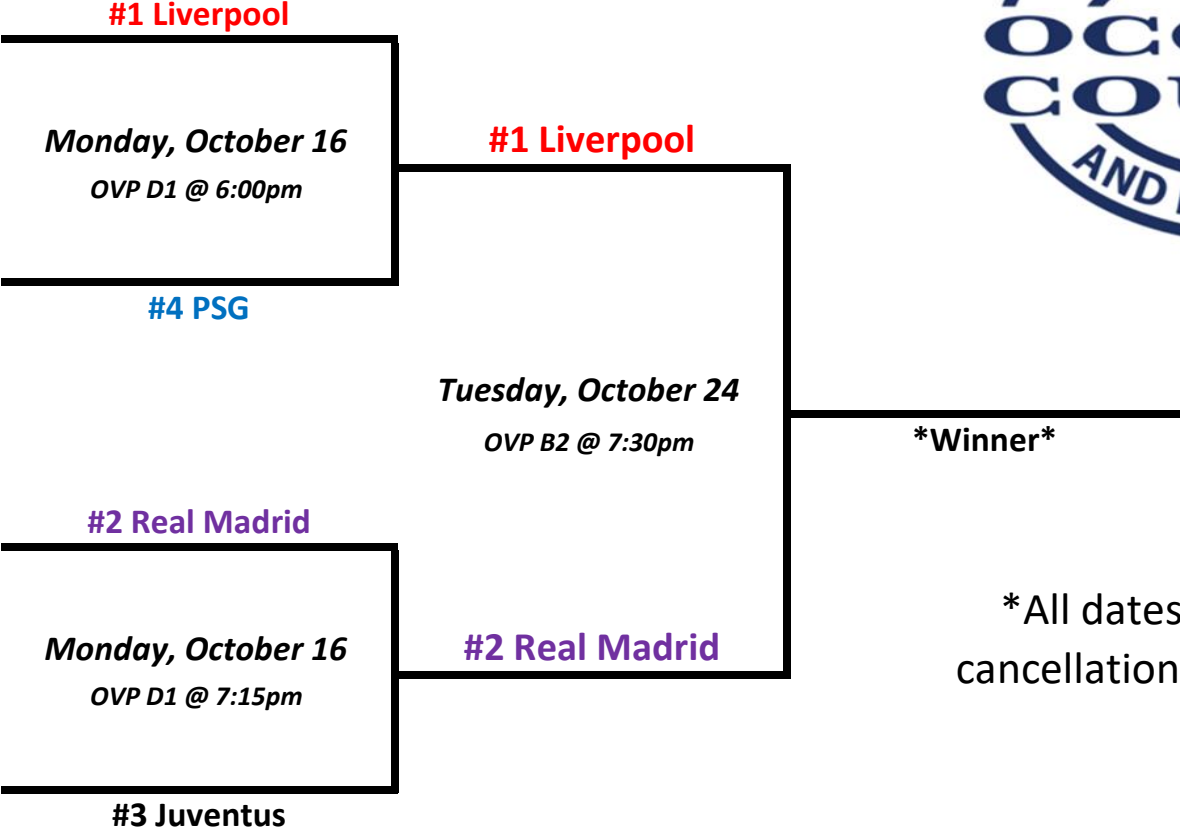 #1 Liverpool
Monday, October 16
OVP D1 @ 6:00pm
#1 Liverpool
#4 PSG
Tuesday, October 24
OVP B2 @ 7:30pm
*Winner*
#2 Real Madrid
Monday, October 16
OVP D1 @ 7:15pm
#2 Real Madrid
#3 Juventus
*All dates
cancellation
AND